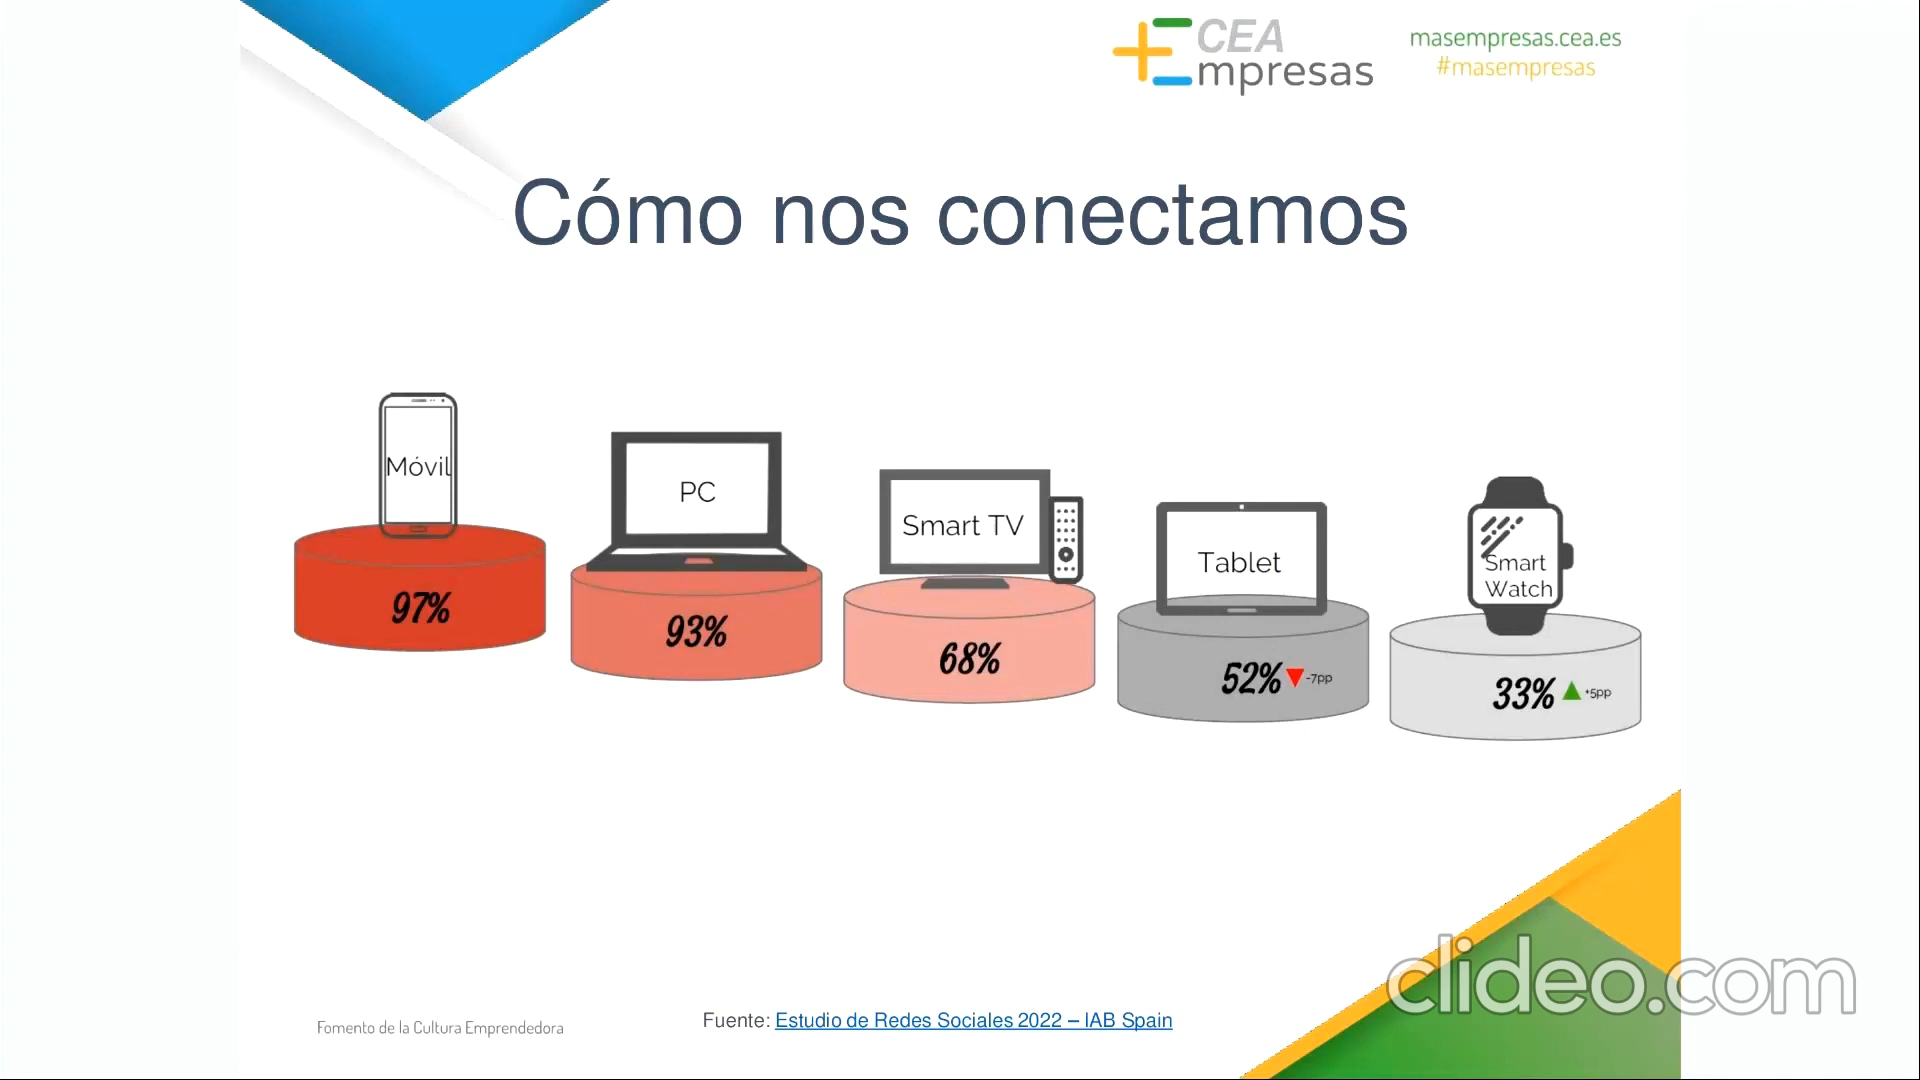 CEA
Empresas
masempresas.cea.es
#masempresas
Cómo nos conectamos
Móvil
97%
PC
93%
Smart TV
68%
Tablet
52% -7pp
Smart
Watch
33% +5pp
Fomento de la Cultura Emprendedora
Fuente: Estudio de Redes Sociales 2022 – IAB Spain
clideo.com